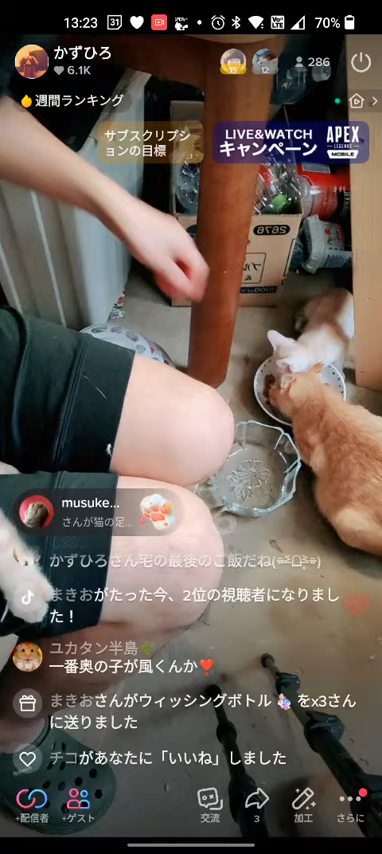 13:23
31
70%
かずひろ
6.1K
15
12
286
週間ランキング
サブスクリプシ
ョンの目標
LIVE&WATCH
キャンペーン
APEX
LEGENDS
MOBILE
2676
musuke...
さんが猫の足...
かずひろさん宅の最後のご飯だね
まきおがたった今、2位の視聴者になりまし
た！
ユカタン半島
一番奥の子が風くんか❤️
まきおさんがウィッシングボトル をx3さん
に送りました
チコがあなたに「いいね」しました
+配信者
+ゲスト
交流
3
加工
さらに